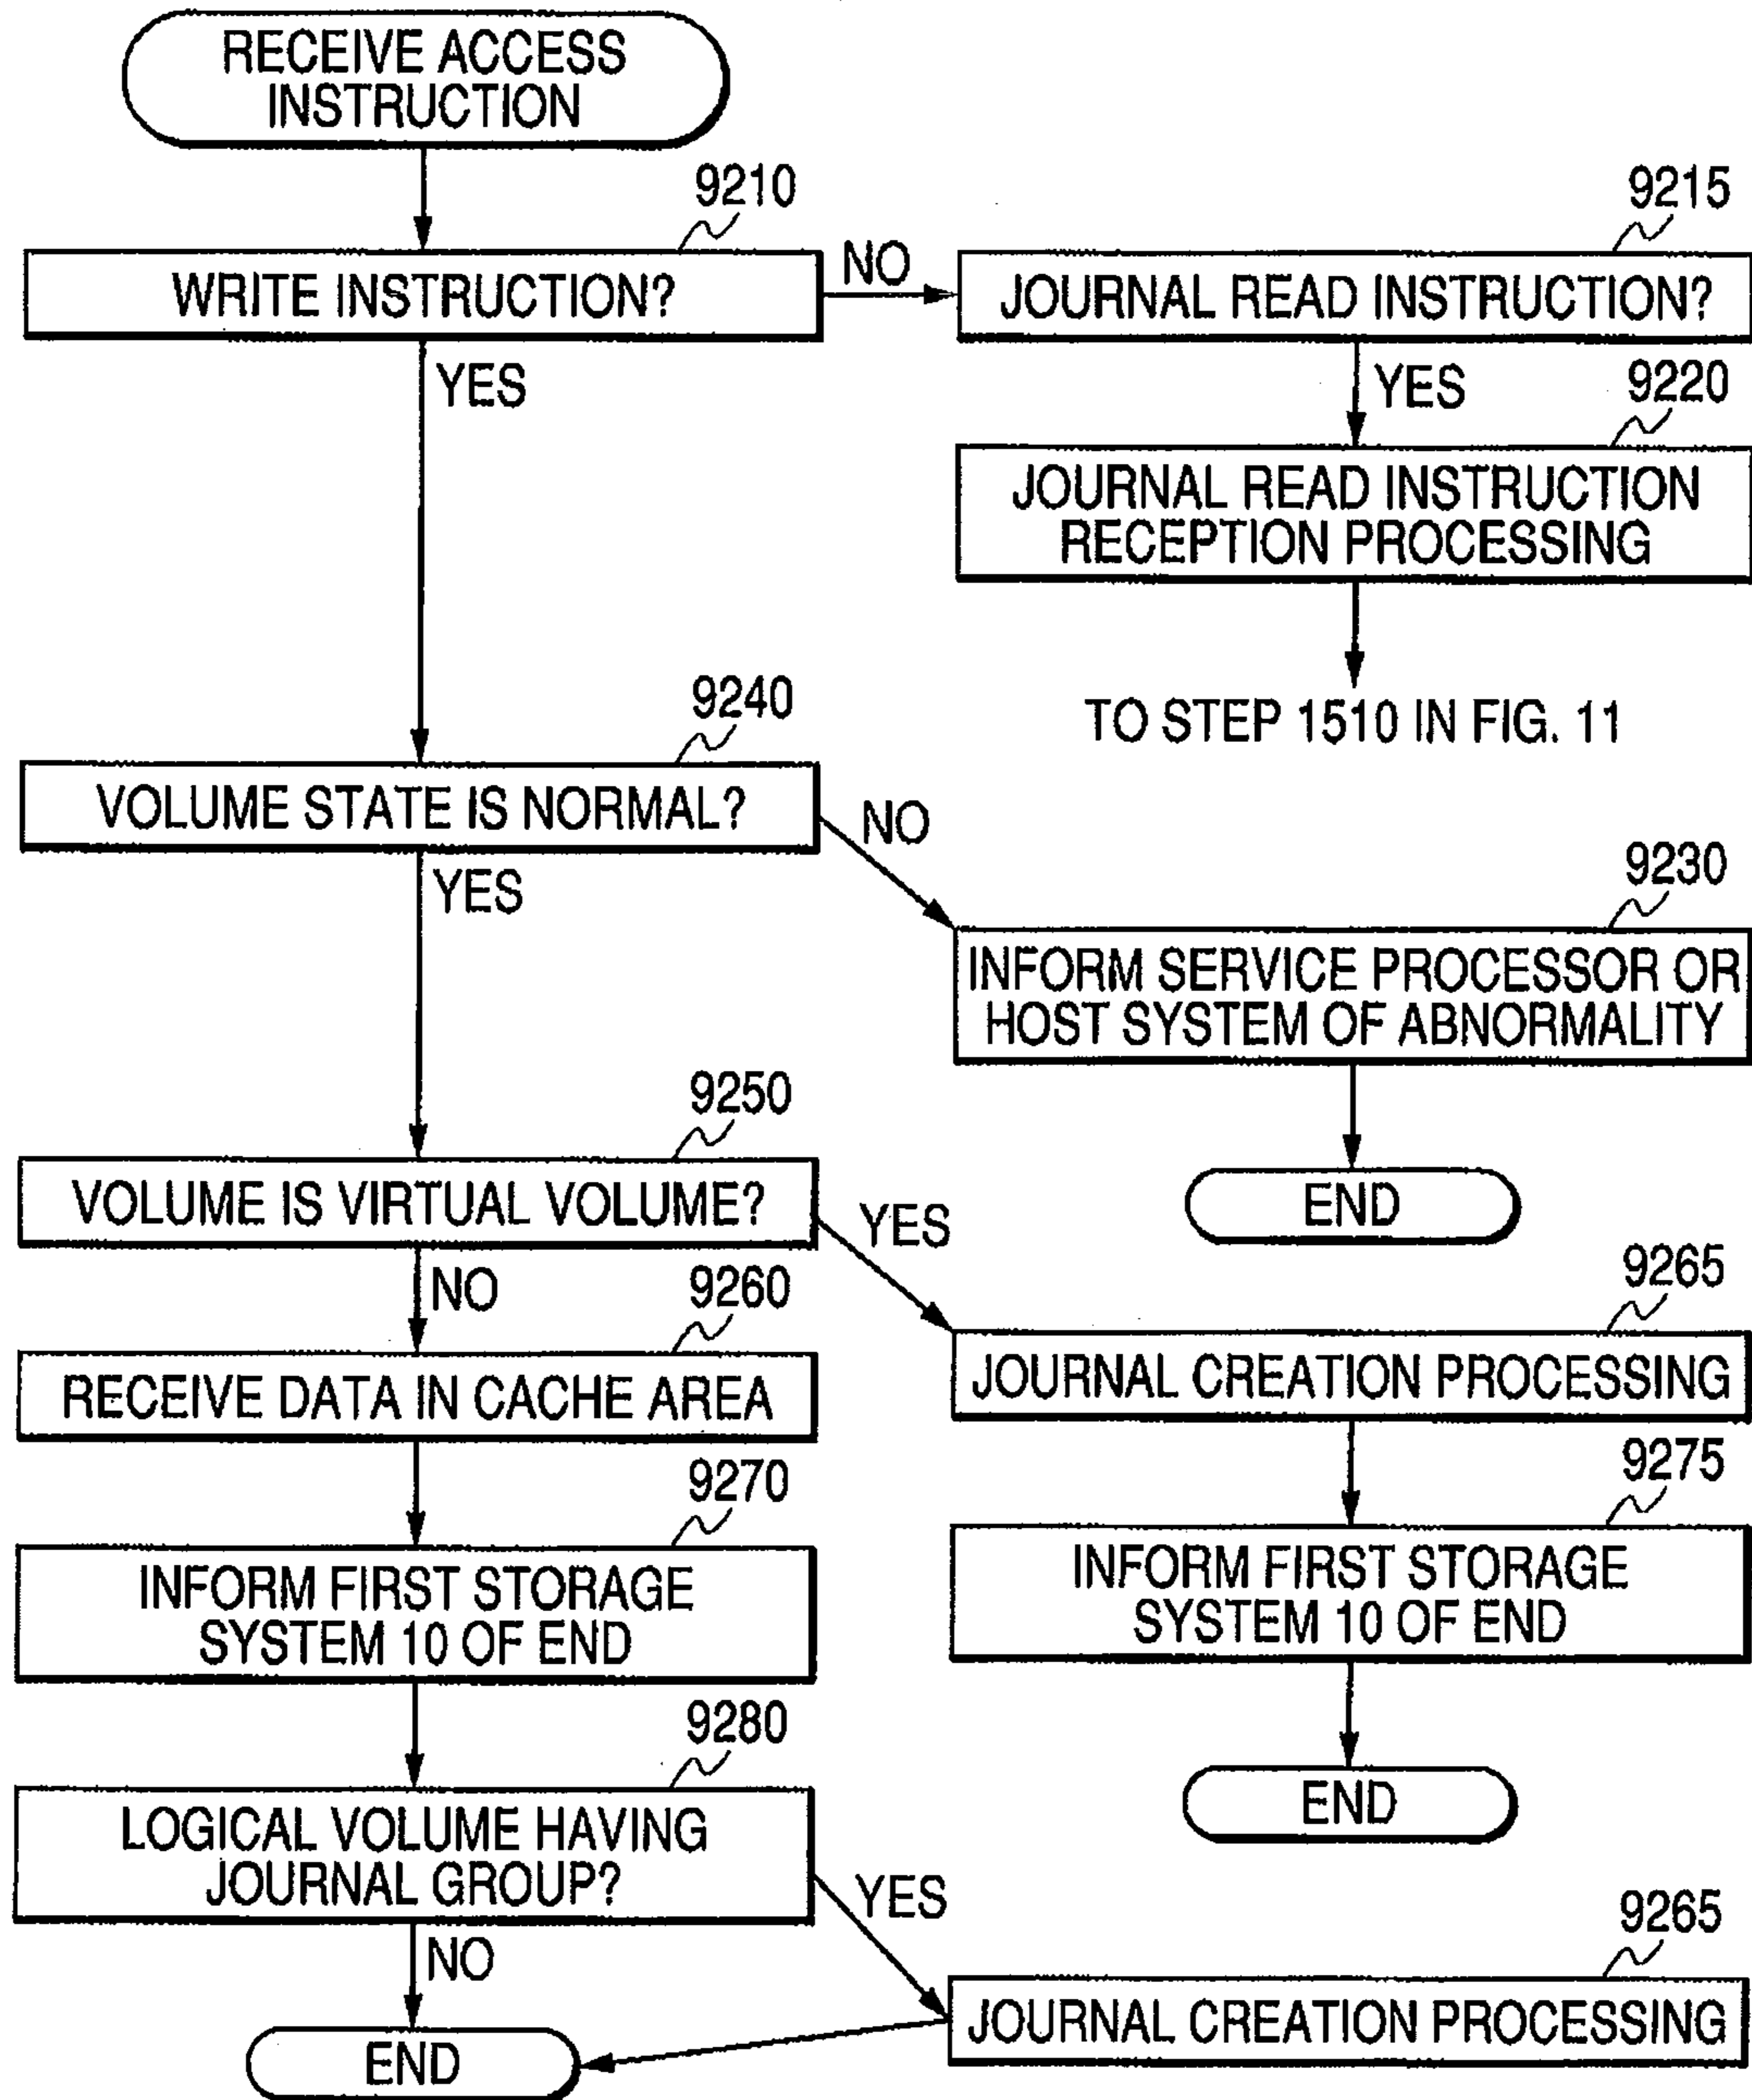 RECEIVE ACCESS
INSTRUCTION
9210
WRITE INSTRUCTION?
NO
9215
JOURNAL READ INSTRUCTION?
YES
YES
9220
JOURNAL READ INSTRUCTION
RECEPTION PROCESSING
TO STEP 1510 IN FIG. 11
9240
VOLUME STATE IS NORMAL?
NO
YES
9230
INFORM SERVICE PROCESSOR OR
HOST SYSTEM OF ABNORMALITY
END
9250
VOLUME IS VIRTUAL VOLUME?
YES
NO
9260
RECEIVE DATA IN CACHE AREA
9265
JOURNAL CREATION PROCESSING
9270
INFORM FIRST STORAGE
SYSTEM 10 OF END
9275
INFORM FIRST STORAGE
SYSTEM 10 OF END
END
9280
LOGICAL VOLUME HAVING
JOURNAL GROUP?
YES
NO
9265
JOURNAL CREATION PROCESSING
END